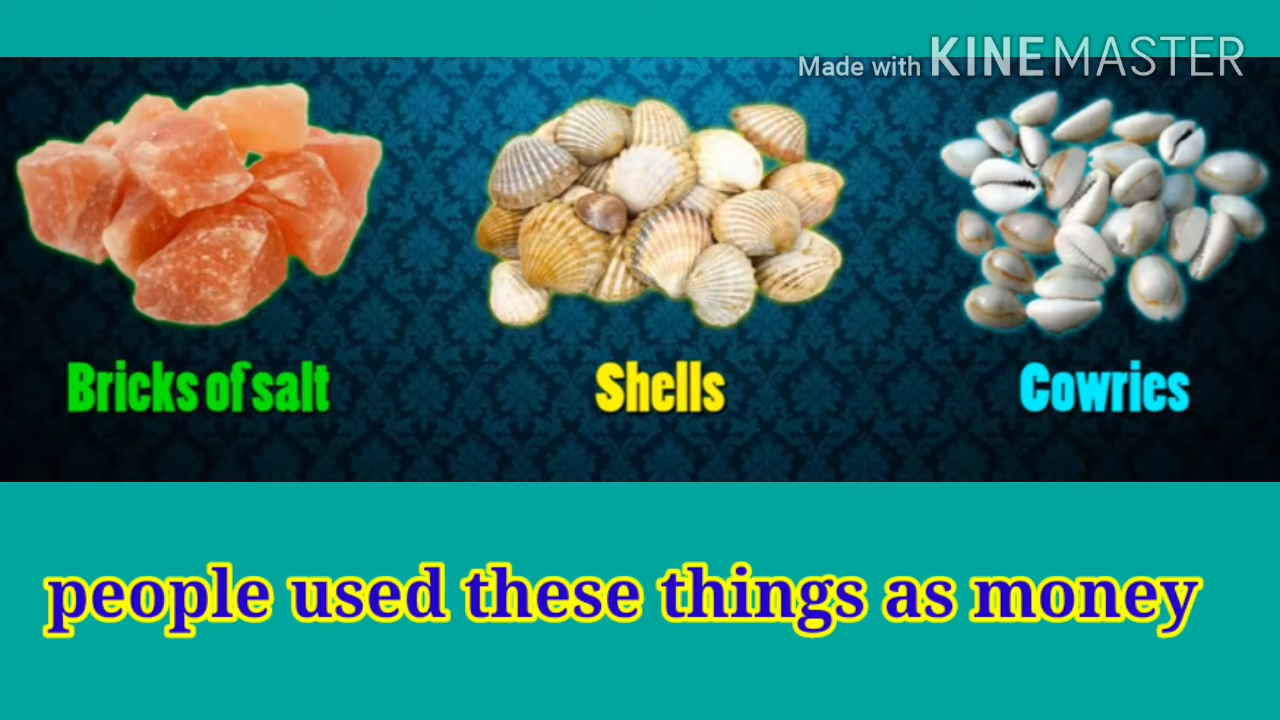 Made with KINEMASTER
Bricks of salt
Shells
Cowries
people used these things as money